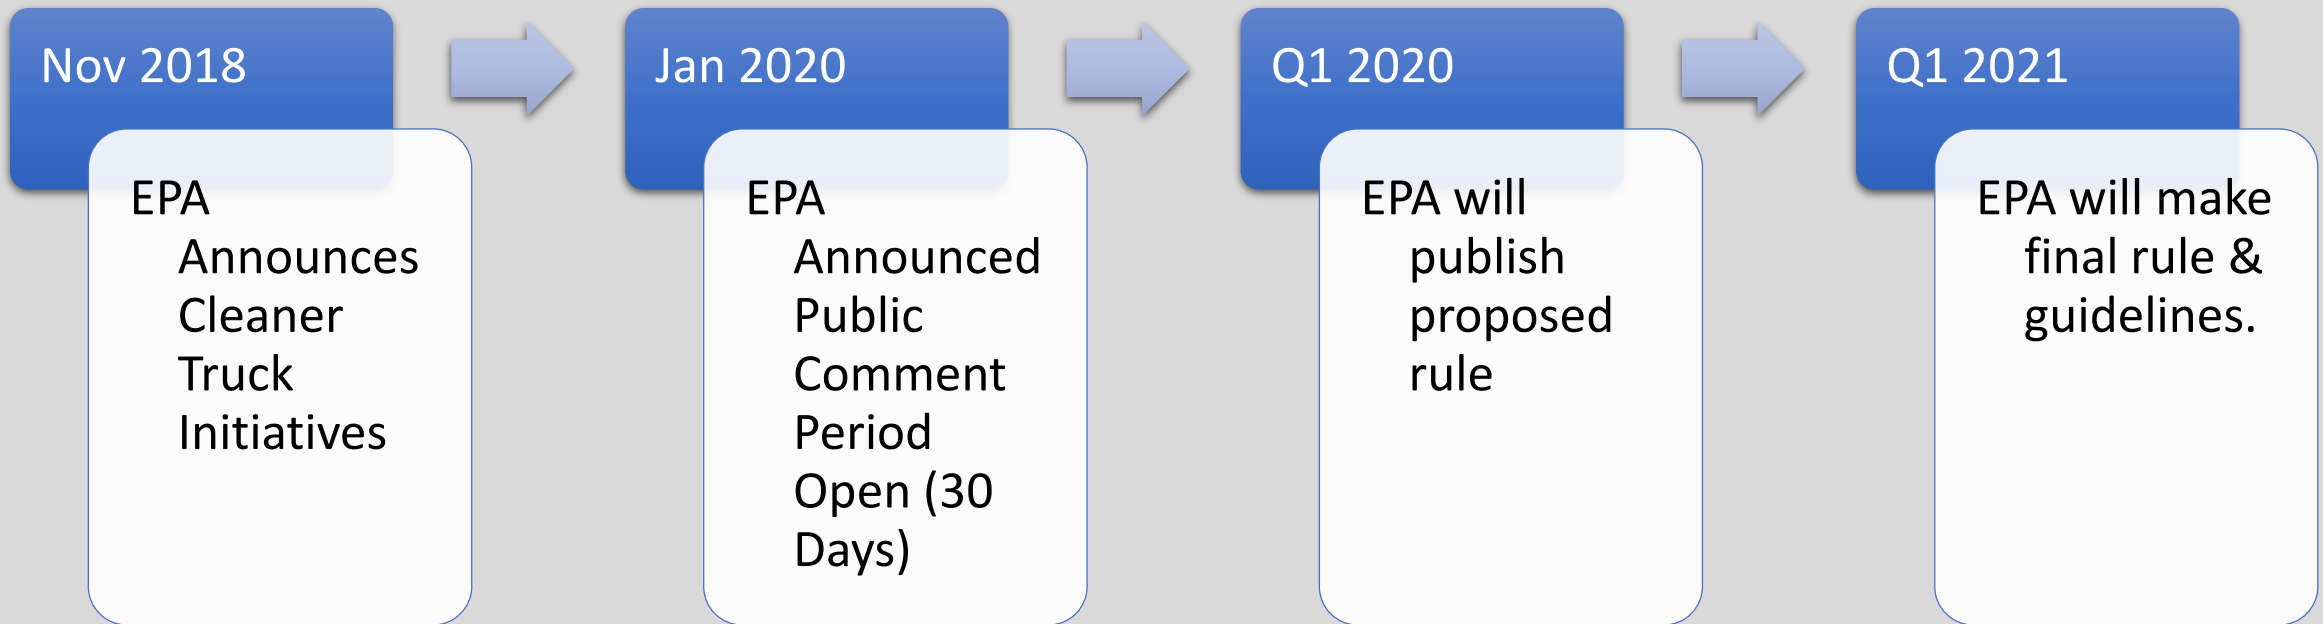 Nov 2018
EPA
Announces
Cleaner
Truck
Initiatives
Jan 2020
EPA
Announced
Public
Comment
Period
Open (30
Days)
Q1 2020
EPA will
publish
proposed
rule
Q1 2021
EPA will make
final rule &
guidelines.